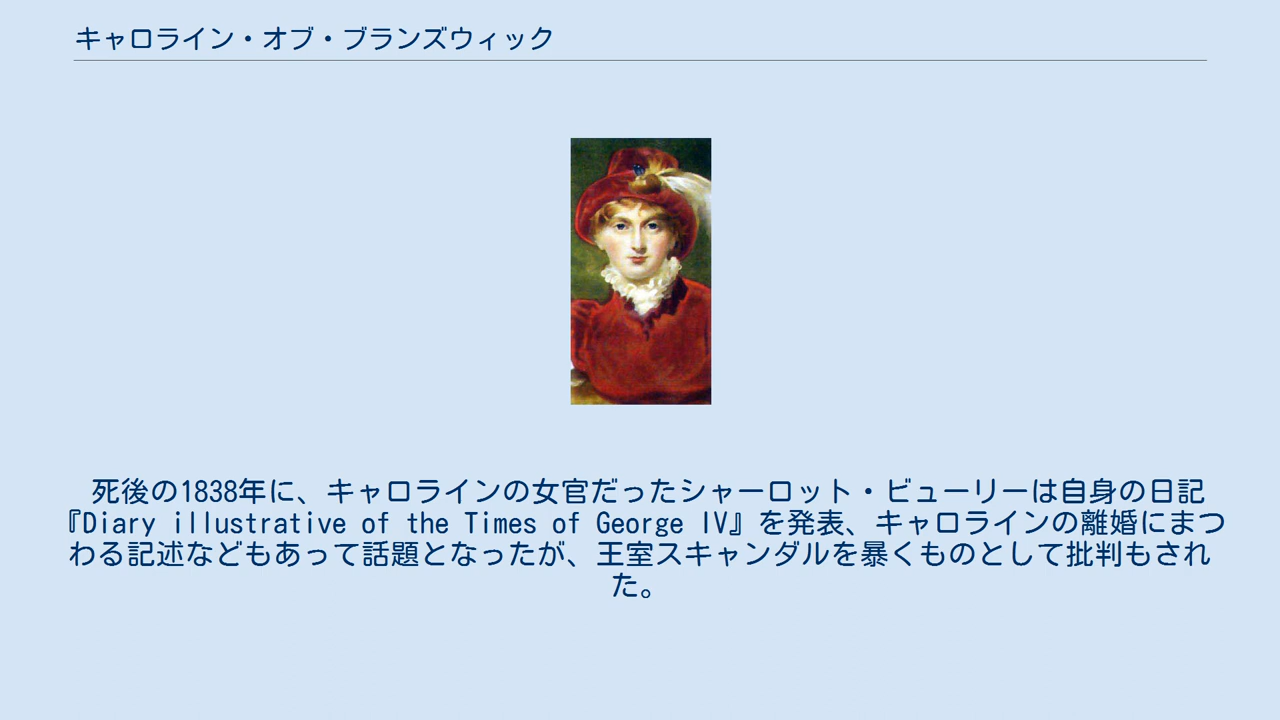 キャロライン・オブ・ブランズウィック
死後の1838年に、キャロラインの女官だったシャーロット・ビューリーは自身の日記
『Diary illustrative of the Times of George IV』を発表、キャロラインの離婚にまつ
わる記述などもあって話題となったが、王室スキャンダルを暴くものとして批判もされ
た。